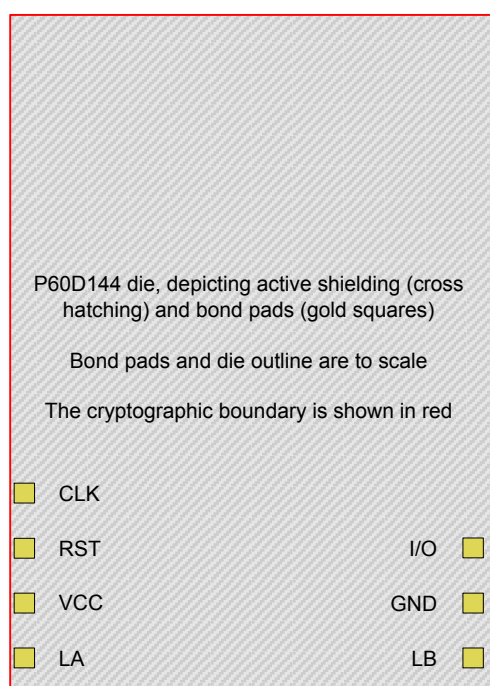 P60D144 die, depicting active shielding (cross
hatching) and bond pads (gold squares)
Bond pads and die outline are to scale
The cryptographic boundary is shown in red
CLK
RST I/O
VCC GND
LA LB